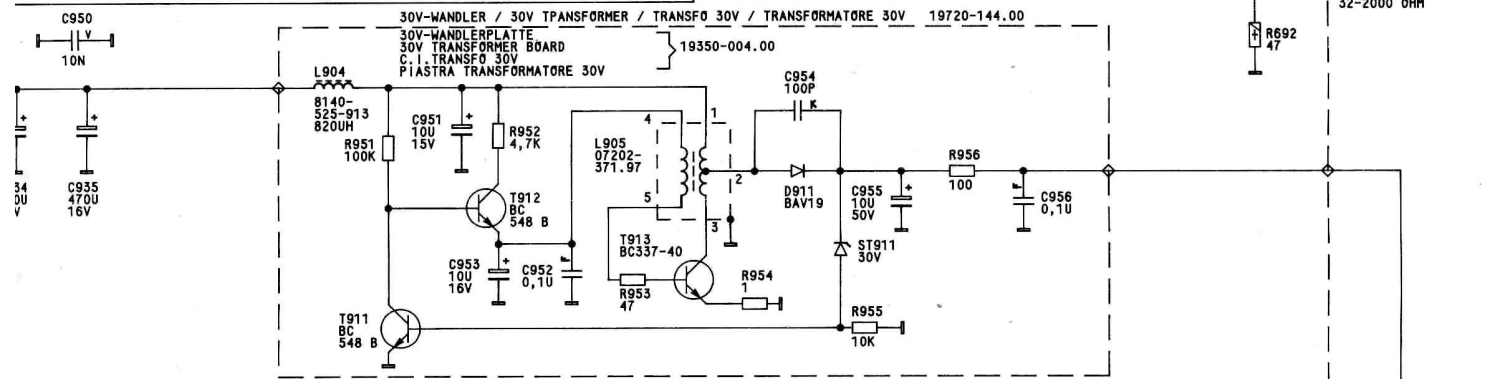 30V-WANDLER / 30V TPANSFORMER / TRANSFO 30V / TRANSFORMATORE 30V 19720-144.00
30V-WANDLERPLATTE
30V TRANSFORMER BOARD
C.I.TRANSFO 30V
PIASTRA TRANSFORMATORE 30V
19350-004.00
32-2000 OHM
C950
V
10N
R692
47
L904
8140-
525-913
820UH
C954
100P
K
C951
10U
15V
+
R952
4,7K
R951
100K
4
1
L905
07202-
371.97
2
5
3
+
+
34
0U
V
C935
470U
16V
T912
BC
548 B
D911
BAV19
C955
10U
50V
+
R956
100
F
C956
0,1U
T913
BC337-40
ST911
30V
C953
10U
16V
+
C952
0,1U
F
R953
47
R954
1
T911
BC
548 B
R955
10K